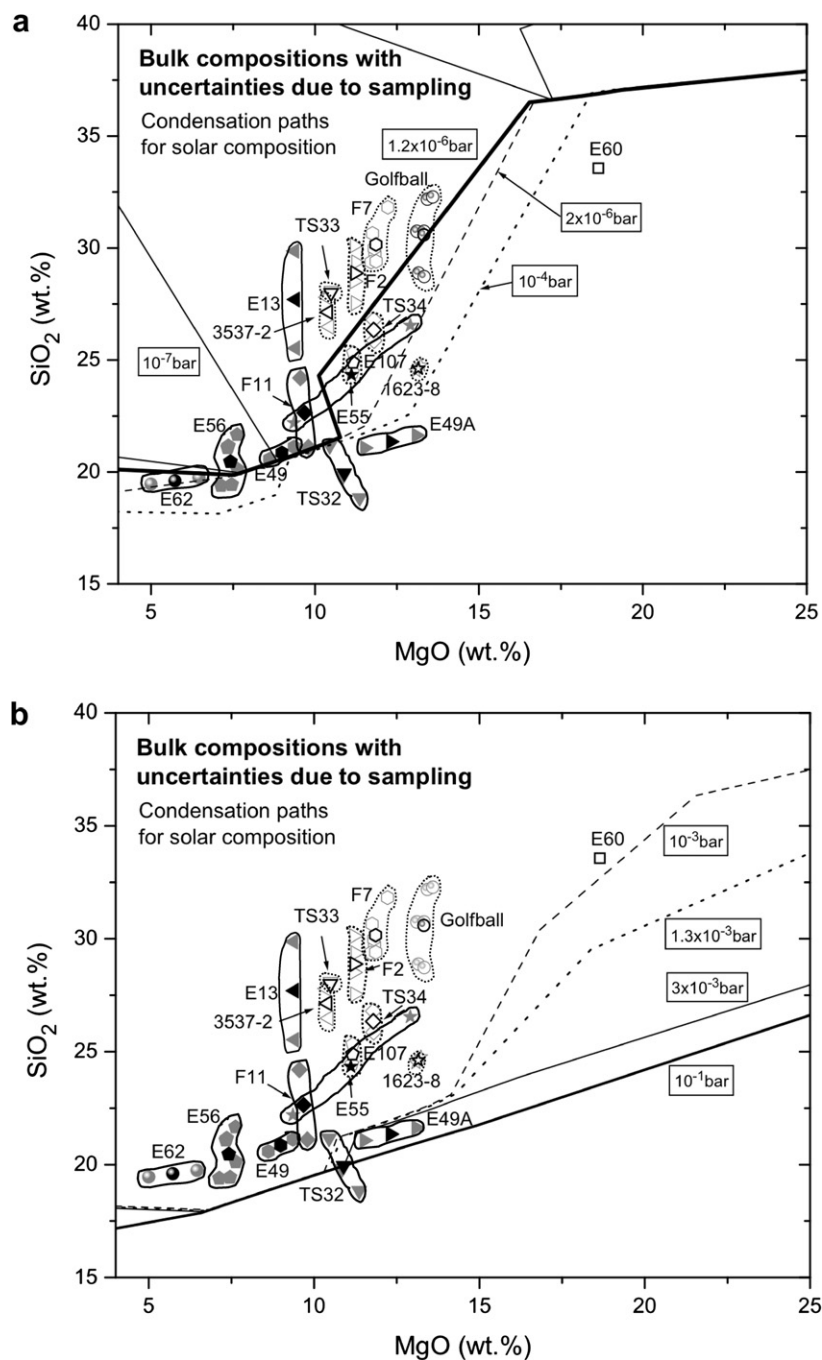 a
40
35
30
25
20
15
SiO₂ (wt.%)
Bulk compositions with
uncertainties due to sampling
Condensation paths
for solar composition
1.2x10⁻⁶bar
E60
Golfball
F7
2x10⁻⁶bar
TS33
10⁻⁴bar
E13
F2
3537-2
TS34
10⁻⁷bar
F11
E107
1623-8
E56
E55
E49A
E49
E62
TS32
5
10
15
20
25
MgO (wt.%)
b
40
35
30
25
20
15
SiO₂ (wt.%)
Bulk compositions with
uncertainties due to sampling
Condensation paths
for solar composition
E60
10⁻³bar
F7
TS33
Golfball
1.3x10⁻³bar
E13
F2
3537-2
TS34
3x10⁻³bar
F11
E107
1623-8
10⁻¹bar
E56
E55
E49A
E62
E49
TS32
5
10
15
20
25
MgO (wt.%)